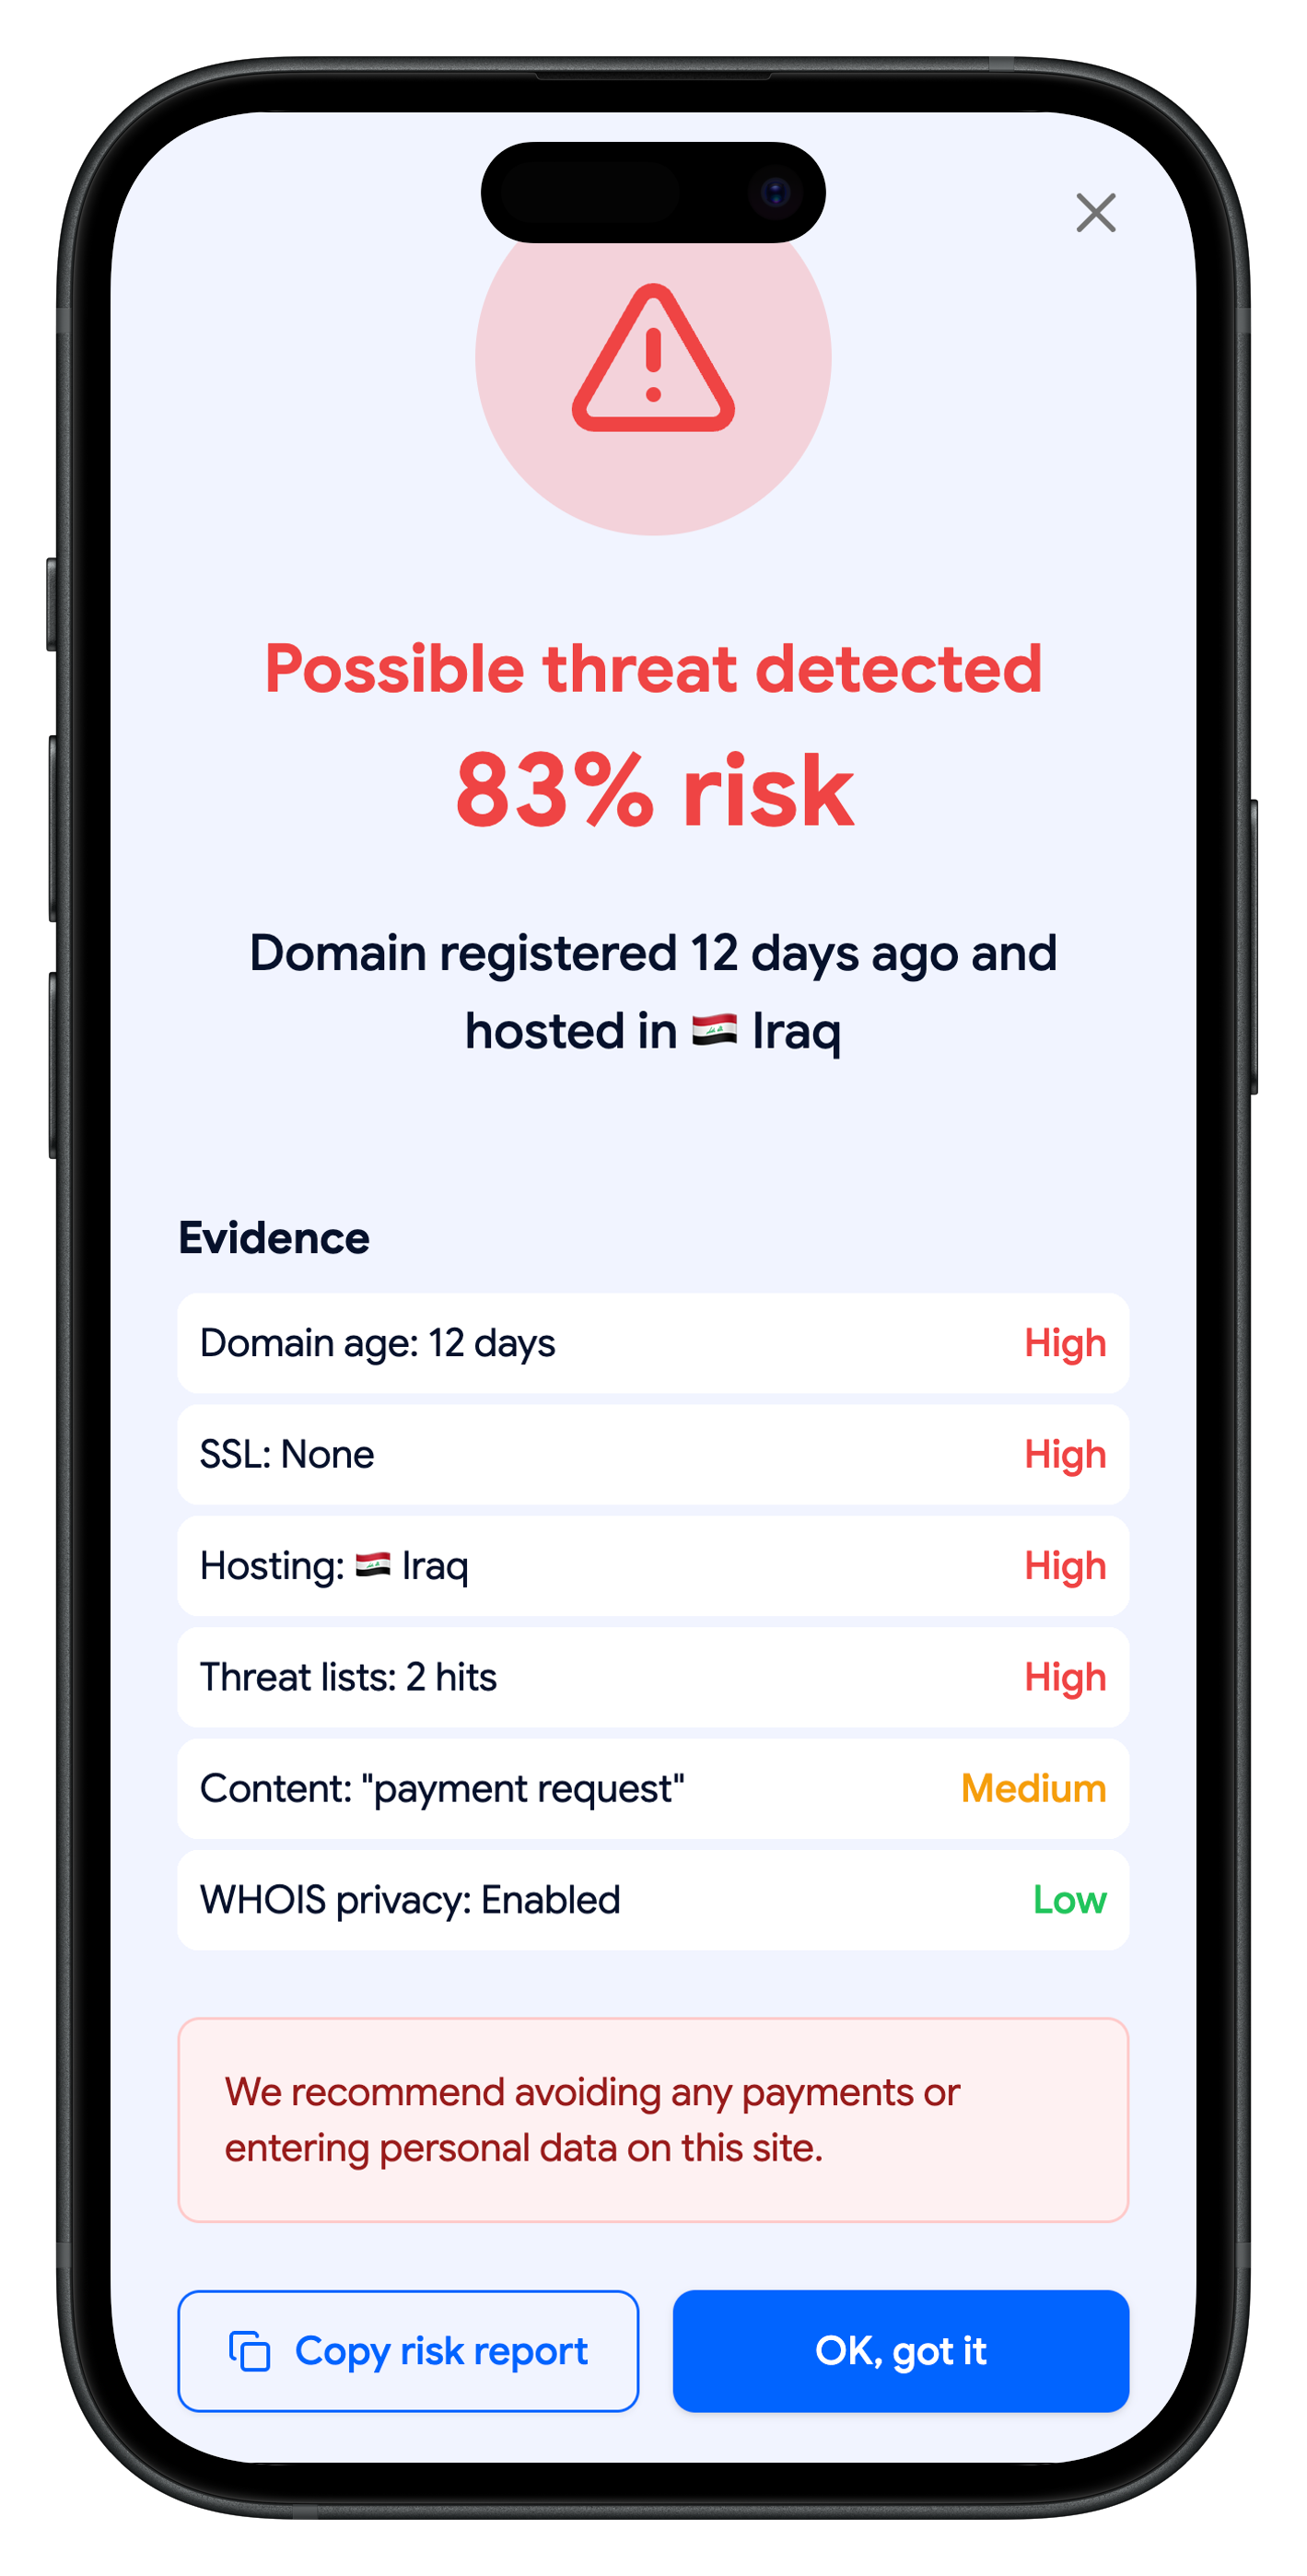 Possible threat detected
83% risk
Domain registered 12 days ago and
hosted in 🇮🇶 Iraq
Evidence
Domain age: 12 days High
SSL: None High
Hosting: 🇮🇶 Iraq High
Threat lists: 2 hits High
Content: "payment request" Medium
WHOIS privacy: Enabled Low
We recommend avoiding any payments or
entering personal data on this site.
Copy risk report OK, got it